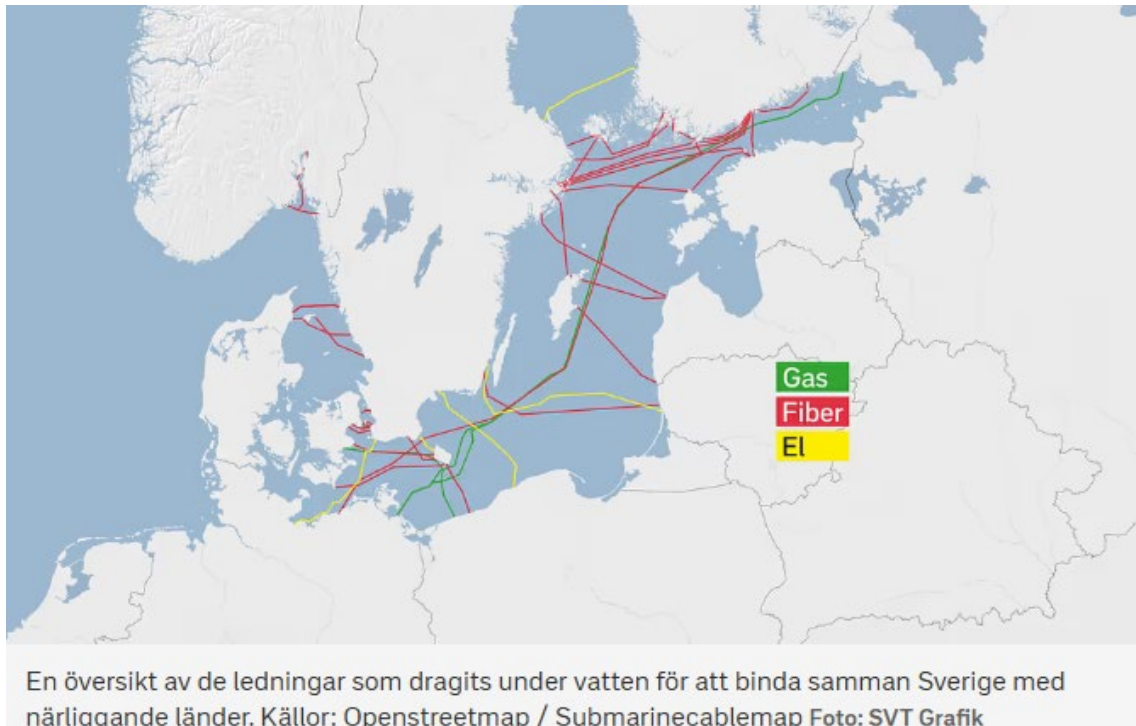 Gas
Fiber
El
En översikt av de ledningar som dragits under vatten för att binda samman Sverige med
närliggande länder. Källor: Openstreetmap / Submarinecablemap Foto: SVT Grafik